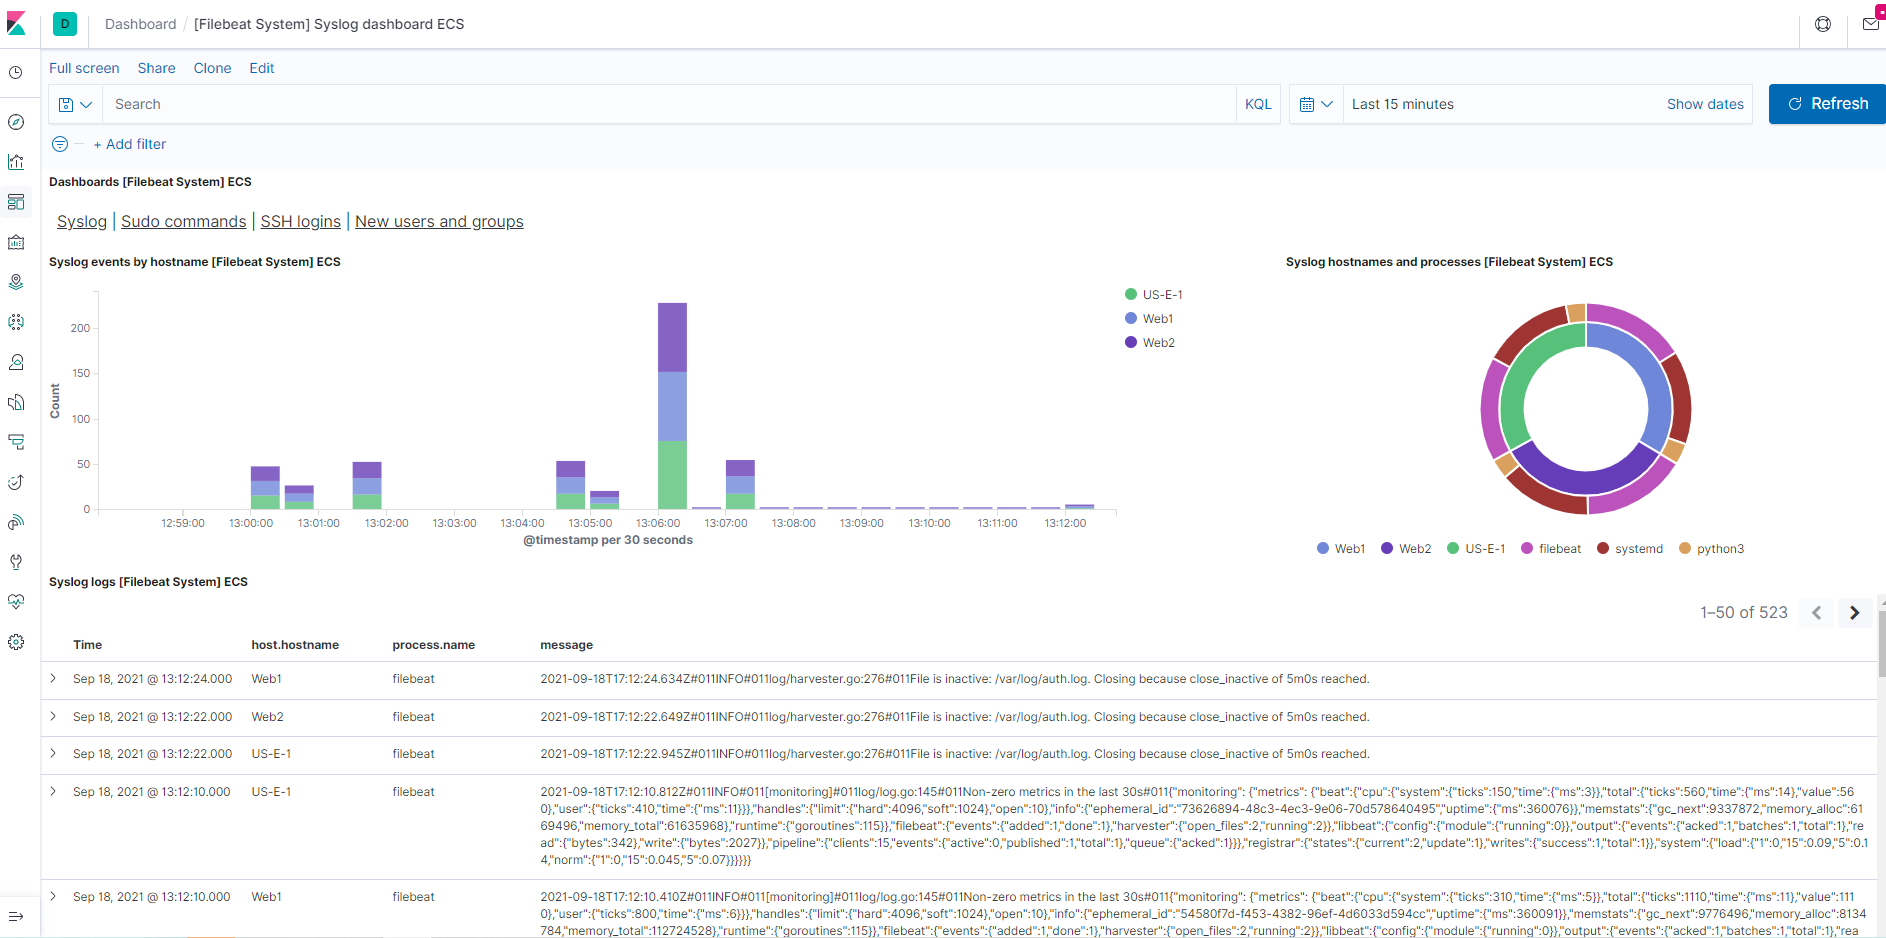 D Dashboard / [Filebeat System] Syslog dashboard ECS
Full screen Share Clone Edit
Search KQL Last 15 minutes Show dates Refresh
+ Add filter
Dashboards [Filebeat System] ECS
Syslog | Sudo commands | SSH logins | New users and groups
Syslog events by hostname [Filebeat System] ECS
200
150
100
50
0
Count
12:59:00 13:00:00 13:01:00 13:02:00 13:03:00 13:04:00 13:05:00 13:06:00 13:07:00 13:08:00 13:09:00 13:10:00 13:11:00 13:12:00
@timestamp per 30 seconds
US-E-1
Web1
Web2
Syslog hostnames and processes [Filebeat System] ECS
Web1 Web2 US-E-1 filebeat systemd python3
Syslog logs [Filebeat System] ECS
1–50 of 523
Time host.hostname process.name message
Sep 18, 2021 @ 13:12:24.000 Web1 filebeat 2021-09-18T17:12:24.634Z#011INFO#011log/harvester.go:276#011File is inactive: /var/log/auth.log. Closing because close_inactive of 5m0s reached.
Sep 18, 2021 @ 13:12:22.000 Web2 filebeat 2021-09-18T17:12:22.649Z#011INFO#011log/harvester.go:276#011File is inactive: /var/log/auth.log. Closing because close_inactive of 5m0s reached.
Sep 18, 2021 @ 13:12:22.000 US-E-1 filebeat 2021-09-18T17:12:22.945Z#011INFO#011log/harvester.go:276#011File is inactive: /var/log/auth.log. Closing because close_inactive of 5m0s reached.
Sep 18, 2021 @ 13:12:10.000 US-E-1 filebeat 2021-09-18T17:12:10.812Z#011INFO#011[monitoring]#011log/log.go:145#011Non-zero metrics in the last 30s#011{"monitoring": {"metrics": {"beat":{"cpu":{"system":{"ticks":150,"time":{"ms":3}},"total":{"ticks":560,"time":{"ms":14},"value":56
0},"user":{"ticks":410,"time":{"ms":11}}},"handles":{"limit":{"hard":4096,"soft":1024},"open":10},"info":{"ephemeral_id":"73626894-48c3-4ec3-9e06-70d578640495","uptime":{"ms":360076}},"memstats":{"gc_next":9337872,"memory_alloc":6
169496,"memory_total":61635968},"runtime":{"goroutines":115}},"filebeat":{"events":{"added":1,"done":1},"harvester":{"open_files":2,"running":2}},"libbeat":{"config":{"module":{"running":0}},"output":{"events":{"acked":1,"batches":1,"total":1},"re
ad":{"bytes":342},"write":{"bytes":2027}},"pipeline":{"clients":15,"events":{"active":0,"published":1,"total":1},"queue":{"acked":1}}},"registrar":{"states":{"current":2,"update":1},"writes":{"success":1,"total":1}},"system":{"load":{"1":0,"15":0.09,"5":0.1
4,"norm":{"1":0,"15":0.045,"5":0.07}}}}}}
Sep 18, 2021 @ 13:12:10.000 Web1 filebeat 2021-09-18T17:12:10.410Z#011INFO#011[monitoring]#011log/log.go:145#011Non-zero metrics in the last 30s#011{"monitoring": {"metrics": {"beat":{"cpu":{"system":{"ticks":310,"time":{"ms":5}},"total":{"ticks":1110,"time":{"ms":11},"value":111
0},"user":{"ticks":800,"time":{"ms":6}}},"handles":{"limit":{"hard":4096,"soft":1024},"open":10},"info":{"ephemeral_id":"54580f7d-f453-4382-96ef-4d6033d594cc","uptime":{"ms":360091}},"memstats":{"gc_next":9776496,"memory_alloc":8134
784,"memory_total":112724528},"runtime":{"goroutines":115}},"filebeat":{"events":{"added":1,"done":1},"harvester":{"open_files":2,"running":2}},"libbeat":{"config":{"module":{"running":0}},"output":{"events":{"acked":1,"batches":1,"total":1},"rea